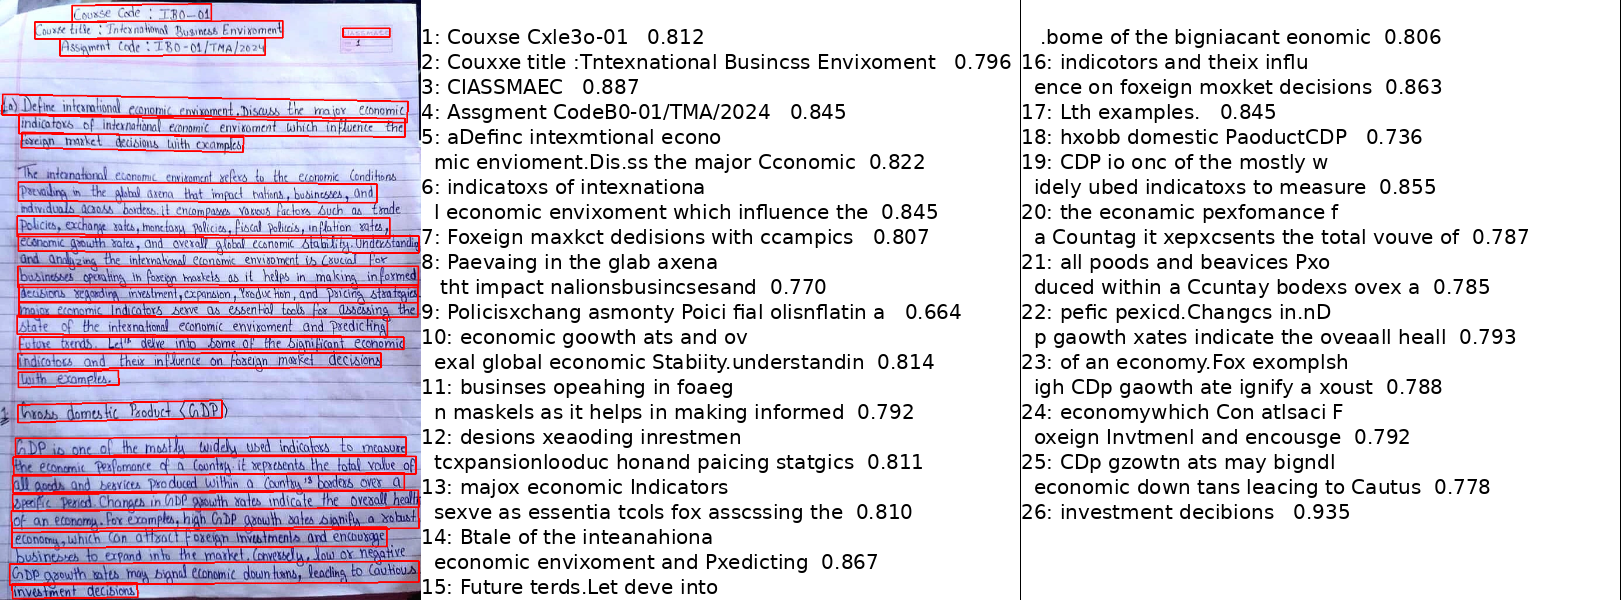 Course Code : IBO-01
Course title : International Business Enviroment
Assigment Code : IBO-01/TMA/2024
1
1a) Define international economic enviroment. Discuss the major economic
indicators of international economic enviroment which influence the
foreign market decisions with examples.
The international economic enviroment refers to the economic Conditions
Prevailing in the global arena that impact nations, businesses, and
individuals across borders. it encompasses various factors such as trade
Policies, exchange rates, monetary policies, fiscal policies, inflation rates,
economic growth rates, and overall global economic stability. Understanding
and analyzing the international economic enviroment is Crucial for
businesses operating in foreign markets as it helps in making informed
decisions regarding investment, expansion, Production, and Pricing strategies
major economic Indicators serve as essential tools for assessing the
state of the international economic enviroment and Predicting
Future trends. Let's delve into some of the significant economic
indicators and their influence on foreign market decisions
with examples.
1 Gross domestic Product (GDP)
GDP is one of the mostly widely used indicators to measure
the economic Perfomance of a Country. it represents the total value of
all goods and services Produced within a Country's borders over a
specific Period. Changes in GDP growth rates indicate the overall health
of an economy. For examples, high GDP growth rates signify a robust
economy, which Can attract Foreign Investments and encourage
businesses to expand into the market. Conversely, low or negative
GDP growth rates may signal economic down turns, leading to Cautious
investment decisions
1: Couxse Cxle3o-01 0.812
2: Couxxe title :Tntexnational Busincss Envixoment 0.796
3: CIASSMAEC 0.887
4: Assgment CodeB0-01/TMA/2024 0.845
5: aDefinc intexmtional econo
mic envioment.Dis.ss the major Cconomic 0.822
6: indicatoxs of intexnationa
l economic envixoment which influence the 0.845
7: Foxeign maxkct dedisions with ccampics 0.807
8: Paevaing in the glab axena
tht impact nalionsbusincsesand 0.770
9: Policisxchang asmonty Poici fial olisnflatin a 0.664
10: economic goowth ats and ov
exal global economic Stabiity.understandin 0.814
11: businses opeahing in foaeg
n maskels as it helps in making informed 0.792
12: desions xeaoding inrestmen
tcxpansionlooduc honand paicing statgics 0.811
13: majox economic Indicators
sexve as essentia tcols fox asscssing the 0.810
14: Btale of the inteanahiona
economic envixoment and Pxedicting 0.867
15: Future terds.Let deve into
.bome of the bigniacant eonomic 0.806
16: indicotors and theix influ
ence on foxeign moxket decisions 0.863
17: Lth examples. 0.845
18: hxobb domestic PaoductCDP 0.736
19: CDP io onc of the mostly w
idely ubed indicatoxs to measure 0.855
20: the econamic pexfomance f
a Countag it xepxcsents the total vouve of 0.787
21: all poods and beavices Pxo
duced within a Ccuntay bodexs ovex a 0.785
22: pefic pexicd.Changcs in.nD
p gaowth xates indicate the oveaall heall 0.793
23: of an economy.Fox exomplsh
igh CDp gaowth ate ignify a xoust 0.788
24: economywhich Con atlsaci F
oxeign Invtmenl and encousge 0.792
25: CDp gzowtn ats may bigndl
economic down tans leacing to Cautus 0.778
26: investment decibions 0.935